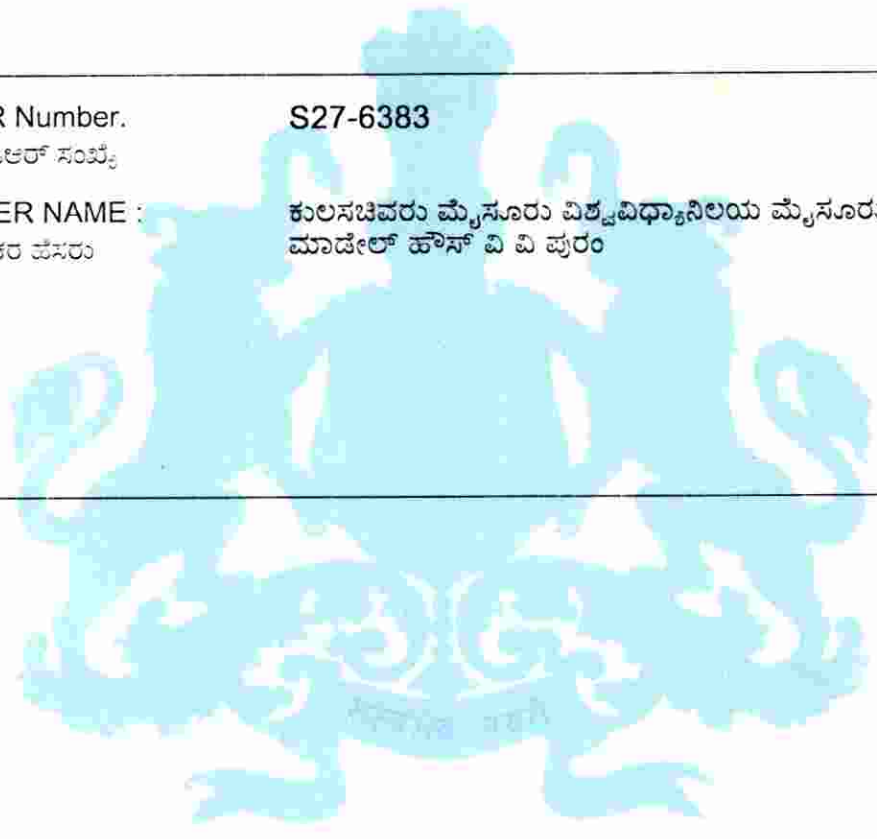 R Number. S27-6383
ಆರ್ ಸಂಖ್ಯೆ
ER NAME : ಕುಲಸಚಿವರು ಮೈಸೂರು ವಿಶ್ವವಿಧ್ಯಾನಿಲಯ ಮೈಸೂರು
ಕರ ಹೆಸರು ಮಾಡೇಲ್ ಹೌಸ್ ವಿ ವಿ ಪುರಂ